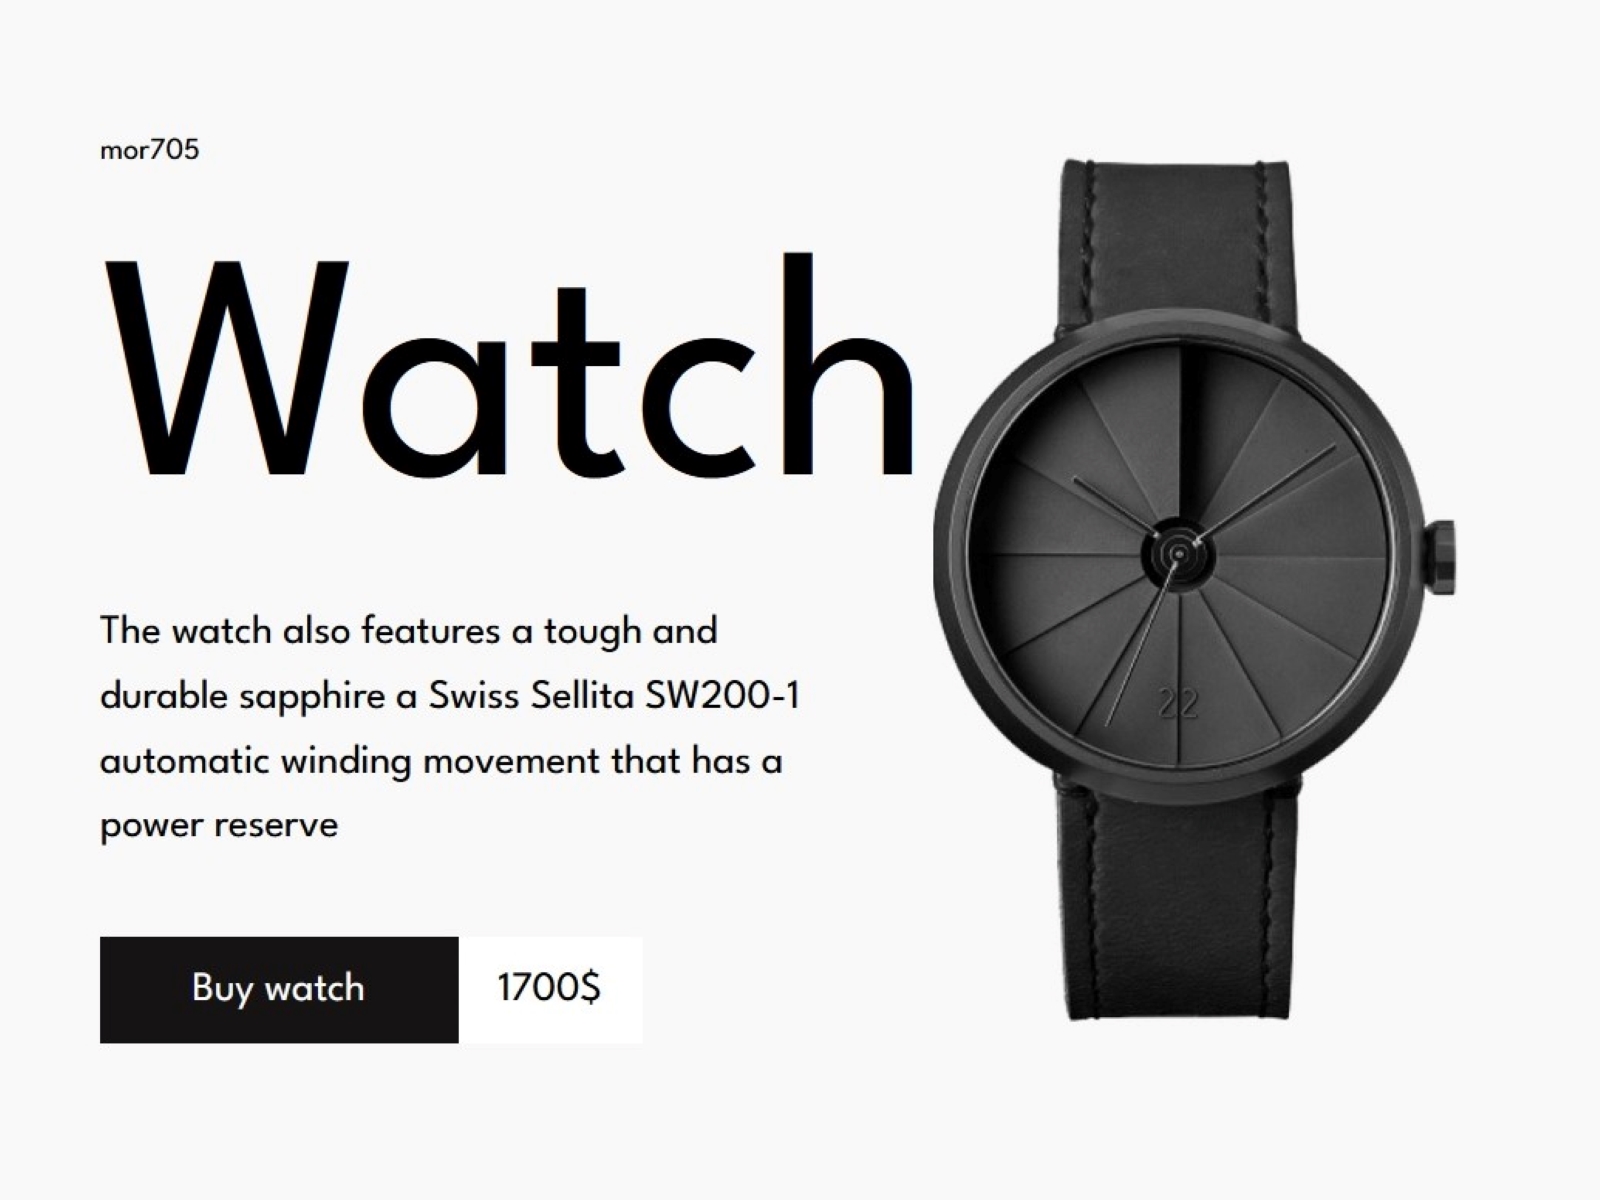 mor705
Watch
The watch also features a tough and
durable sapphire a Swiss Sellita SW200-1
automatic winding movement that has a
power reserve
Buy watch
1700$
22